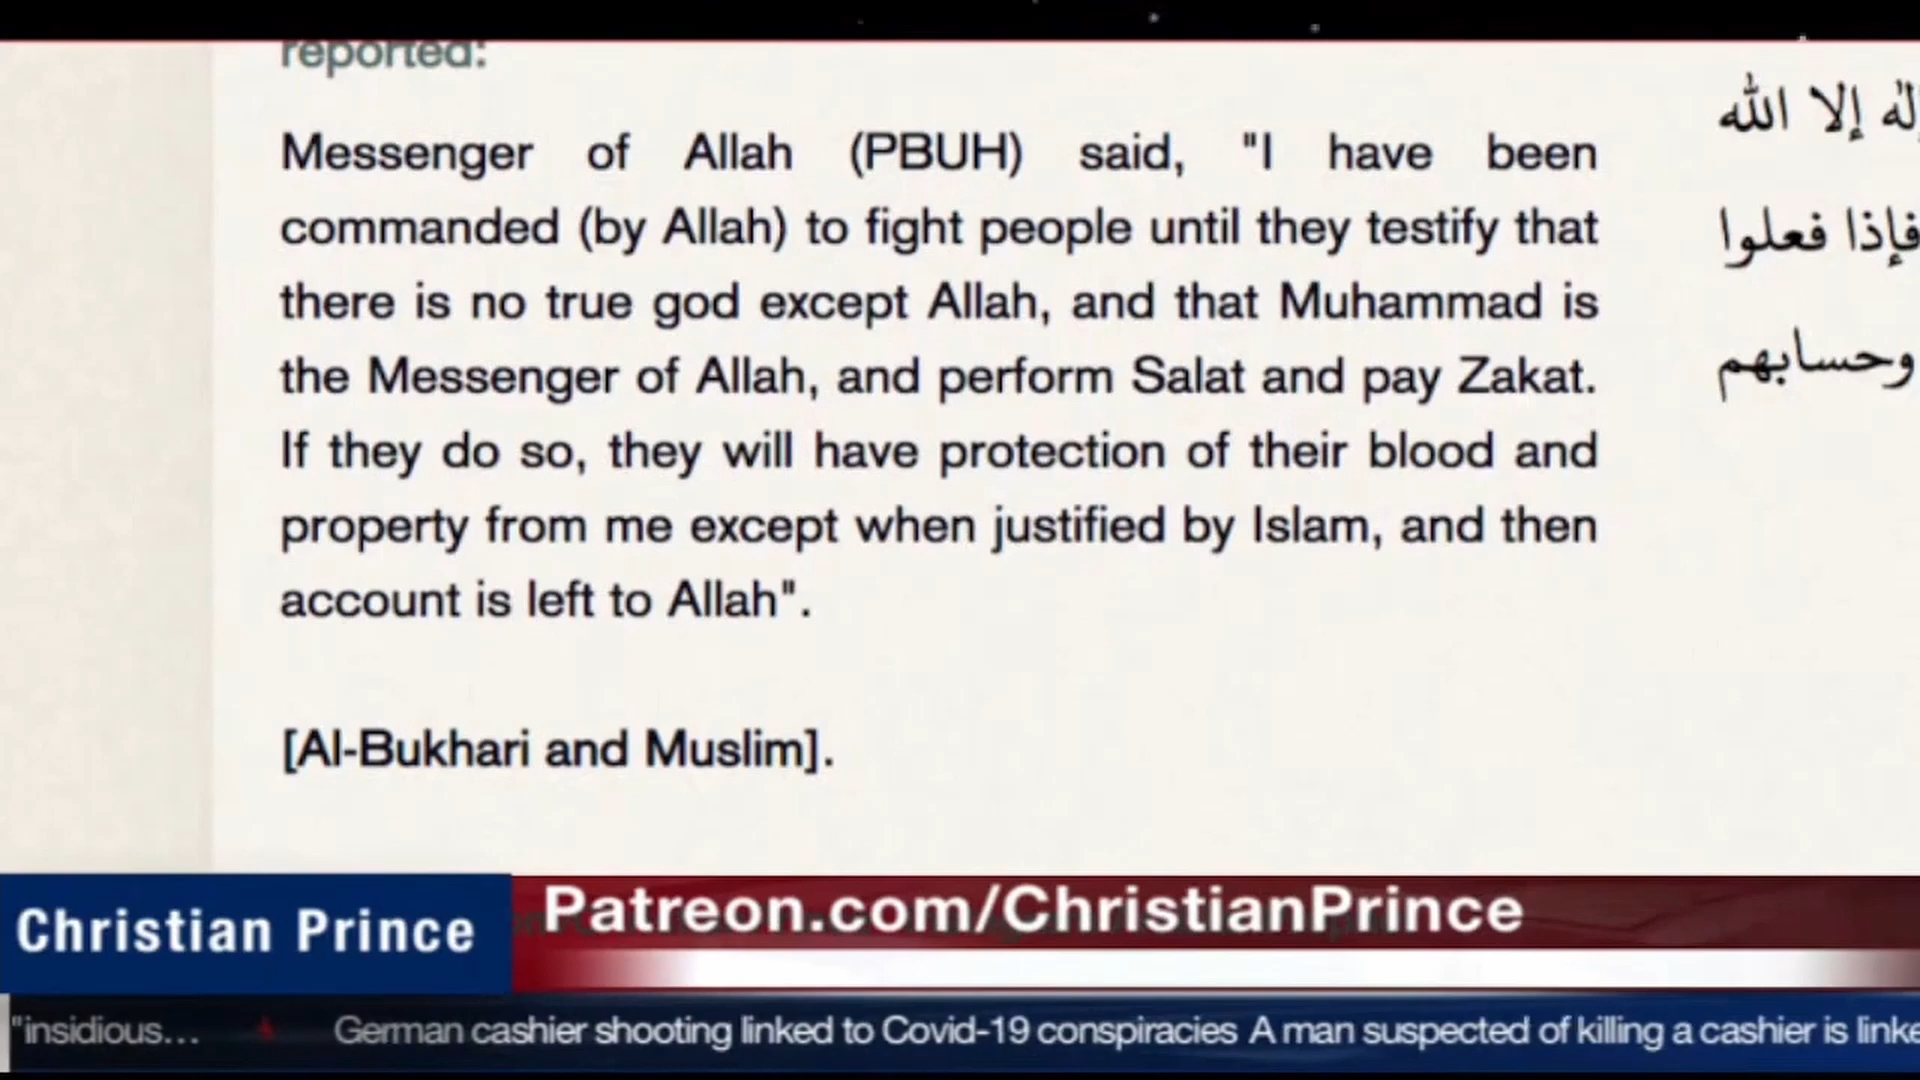 reported:
Messenger of Allah (PBUH) said, "I have been
commanded (by Allah) to fight people until they testify that
there is no true god except Allah, and that Muhammad is
the Messenger of Allah, and perform Salat and pay Zakat.
If they do so, they will have protection of their blood and
property from me except when justified by Islam, and then
account is left to Allah".
[Al-Bukhari and Muslim].
إلا الله
فإذا فعلوا
وحسابهم
Christian Prince
Patreon.com/ChristianPrince
"insidious... German cashier shooting linked to Covid-19 conspiracies A man suspected of killing a cashier is linke